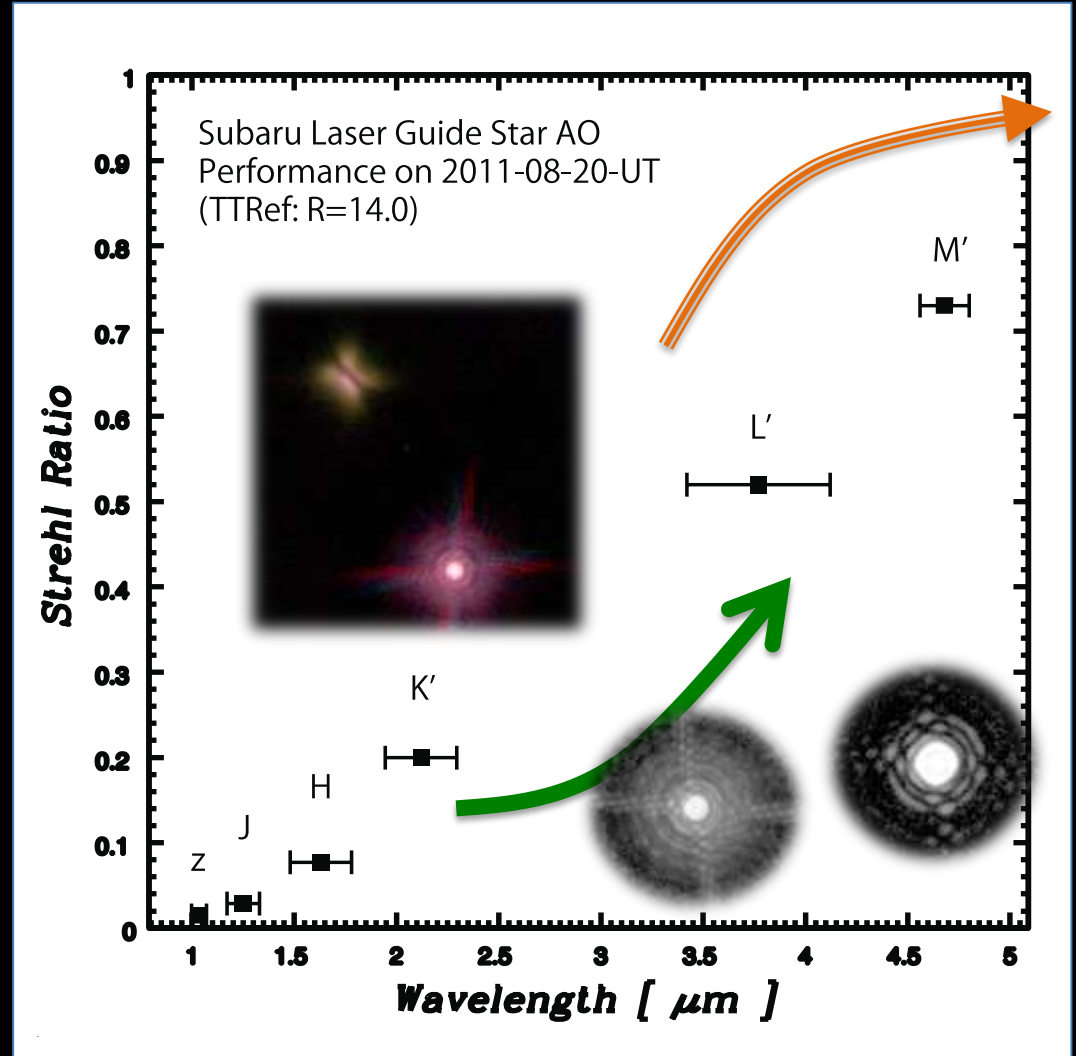 Subaru Laser Guide Star AO
Performance on 2011-08-20-UT
(TTRef: R=14.0)
1
0.9
0.8
0.7
0.6
0.5
0.4
0.3
0.2
0.1
0
M’
L’
K’
H
J
z
Strehl Ratio
1 1.5 2 2.5 3 3.5 4 4.5 5
Wavelength [ μm ]